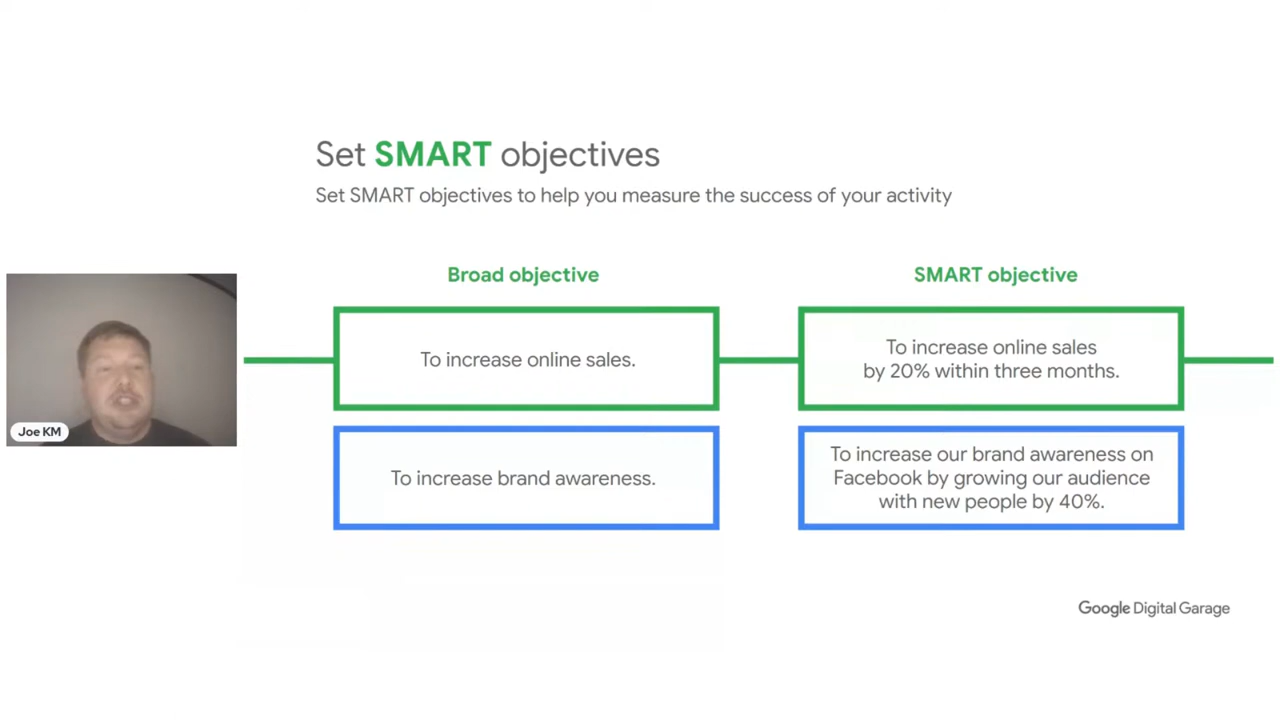 Set SMART objectives
Set SMART objectives to help you measure the success of your activity
Broad objective
SMART objective
To increase online sales.
To increase online sales
by 20% within three months.
To increase brand awareness.
To increase our brand awareness on
Facebook by growing our audience
with new people by 40%.
Joe KM
Google Digital Garage